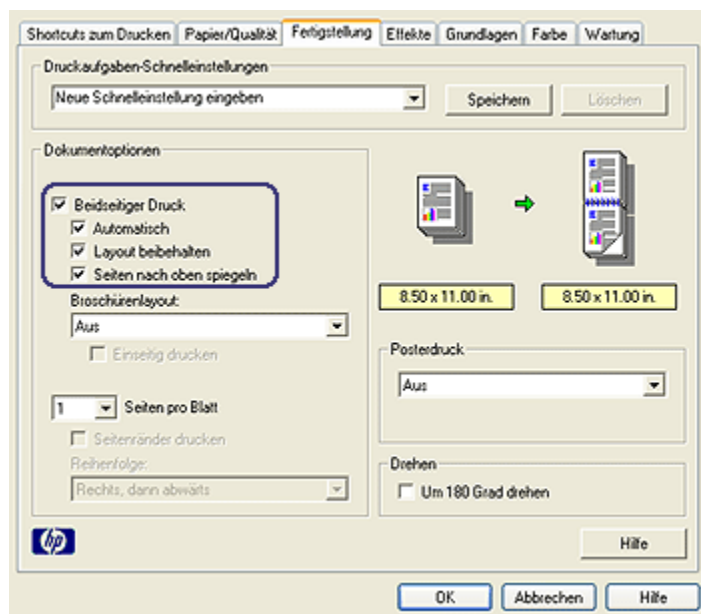 Shortcuts zum Drucken Papier/Qualität Fertigstellung Effekte Grundlagen Farbe Wartung
Druckaufgaben-Schnelleinstellungen
Neue Schnelleinstellung eingeben Speichern Löschen
Dokumentoptionen
Beidseitiger Druck
Automatisch
Layout beibehalten
Seiten nach oben spiegeln
Broschürenlayout:
Aus
Einseitig drucken
1 Seiten pro Blatt
Seitenränder drucken
Reihenfolge:
Rechts, dann abwärts
8.50 x 11.00 in. 8.50 x 11.00 in.
Posterdruck
Aus
Drehen
Um 180 Grad drehen
hp
Hilfe
OK Abbrechen Hilfe